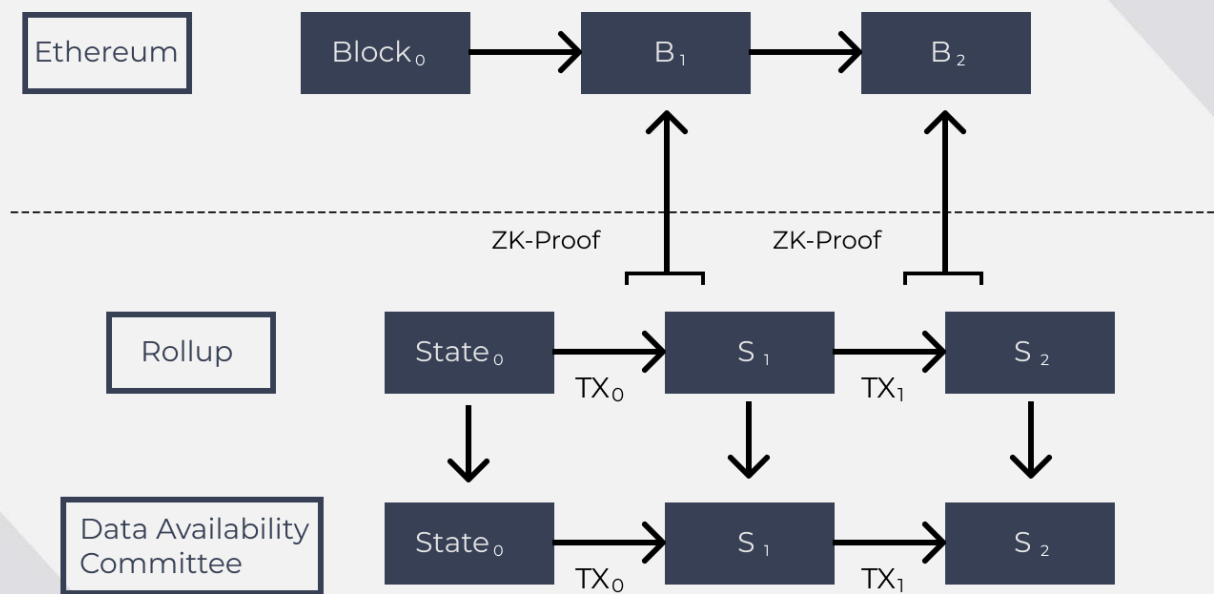 Ethereum
Block₀
B₁
B₂
ZK-Proof
ZK-Proof
Rollup
State₀
S₁
S₂
TX₀
TX₁
Data Availability
Committee
State₀
S₁
S₂
TX₀
TX₁